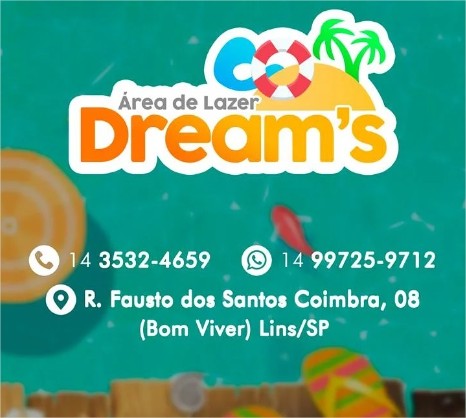 Área de Lazer
Dream's
14 3532-4659 14 99725-9712
R. Fausto dos Santos Coimbra, 08
(Bom Viver) Lins/SP